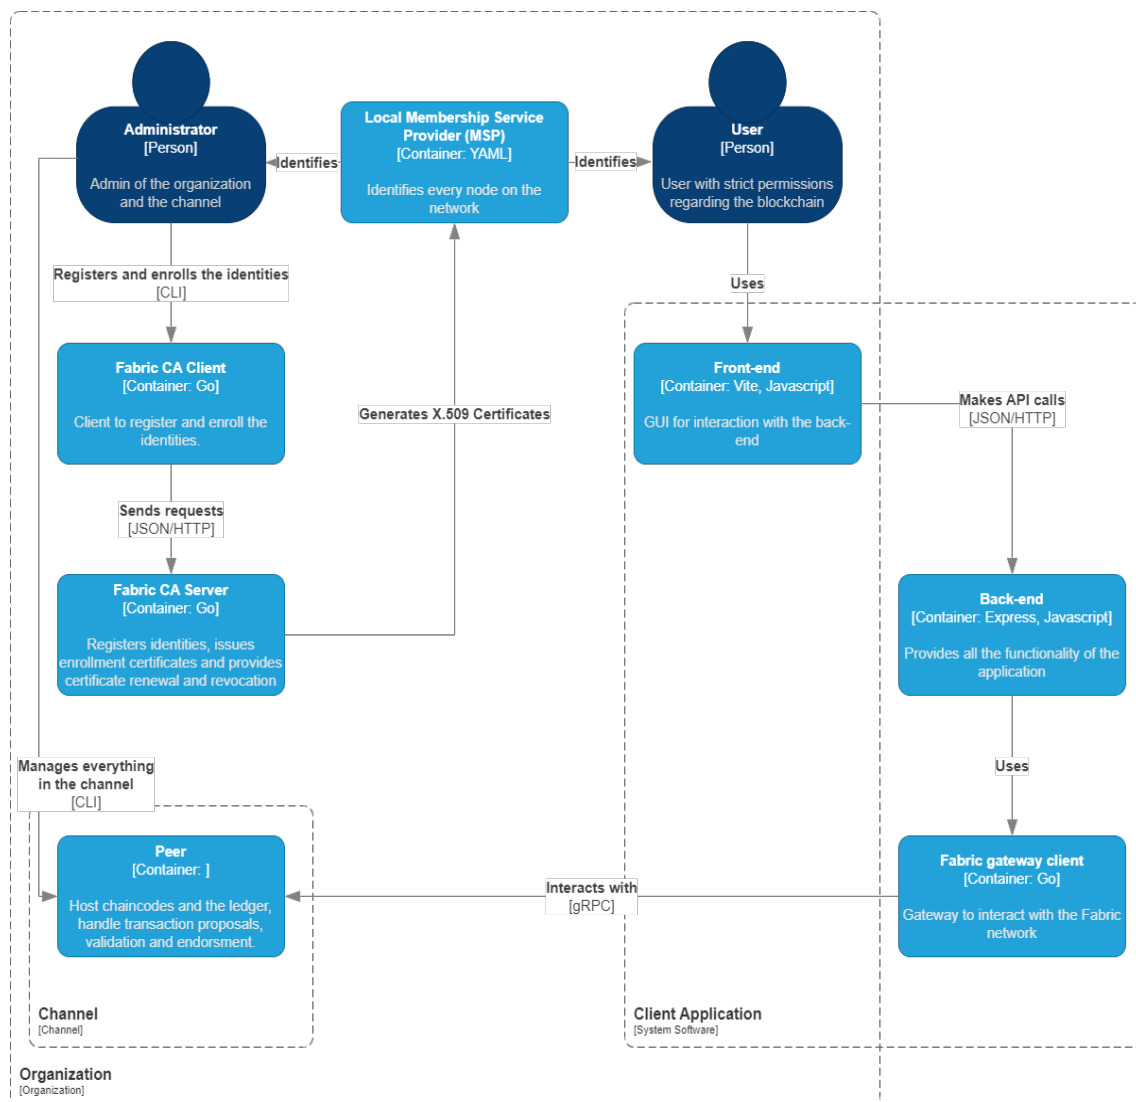 Administrator
[Person]
Admin of the organization
and the channel
Local Membership Service
Provider (MSP)
[Container: YAML]
Identifies every node on the
network
User
[Person]
User with strict permissions
regarding the blockchain
Identifies
Identifies
Registers and enrolls the identities
[CLI]
Uses
Fabric CA Client
[Container: Go]
Client to register and enroll the
identities.
Generates X.509 Certificates
Front-end
[Container: Vite, Javascript]
GUI for interaction with the back-
end
Makes API calls
[JSON/HTTP]
Sends requests
[JSON/HTTP]
Fabric CA Server
[Container: Go]
Registers identities, issues
enrollment certificates and provides
certificate renewal and revocation
Back-end
[Container: Express, Javascript]
Provides all the functionality of the
application
Manages everything
in the channel
[CLI]
Uses
Peer
[Container: ]
Host chaincodes and the ledger,
handle transaction proposals,
validation and endorsment.
Interacts with
[gRPC]
Fabric gateway client
[Container: Go]
Gateway to interact with the Fabric
network
Channel
[Channel]
Client Application
[System Software]
Organization
[Organization]